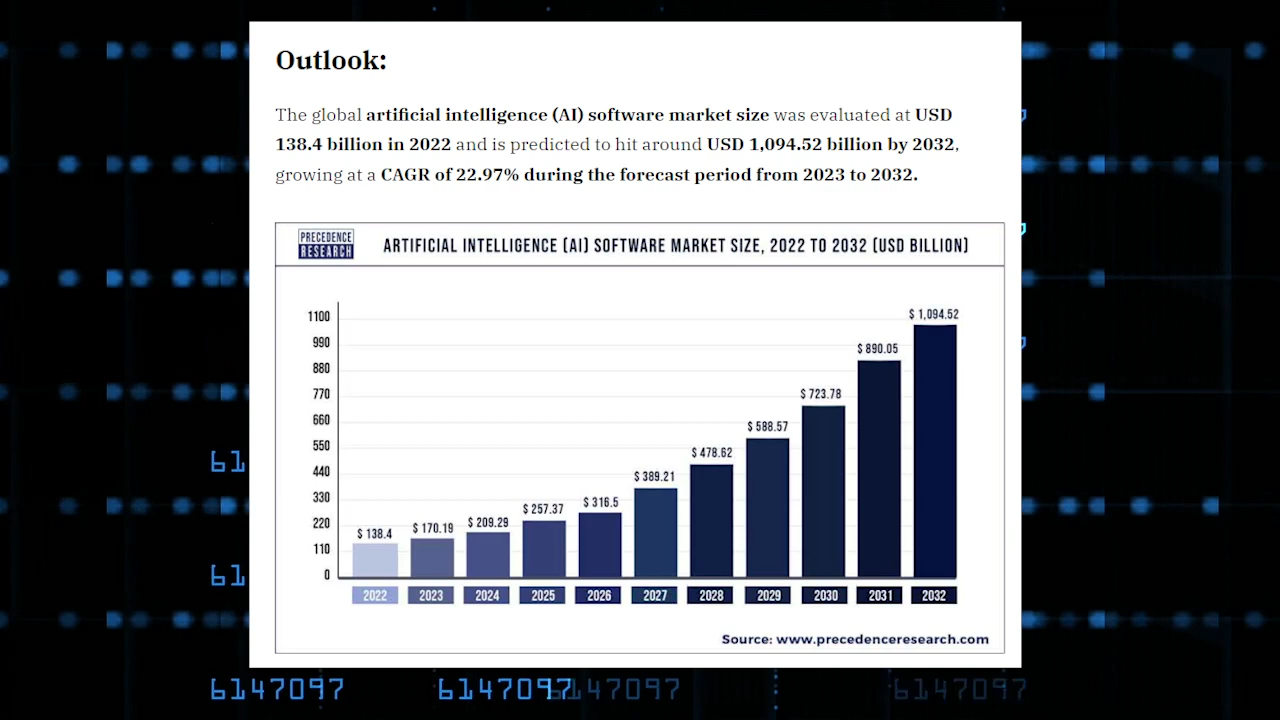 Outlook:
The global artificial intelligence (AI) software market size was evaluated at USD
138.4 billion in 2022 and is predicted to hit around USD 1,094.52 billion by 2032,
growing at a CAGR of 22.97% during the forecast period from 2023 to 2032.
PRECEDENCE
RESEARCH
ARTIFICIAL INTELLIGENCE (AI) SOFTWARE MARKET SIZE, 2022 TO 2032 (USD BILLION)
1100
990
880
770
660
550
440
330
220
110
0
$ 138.4
$ 170.19
$ 209.29
$ 257.37
$ 316.5
$ 389.21
$ 478.62
$ 588.57
$ 723.78
$ 890.05
$ 1,094.52
2022 2023 2024 2025 2026 2027 2028 2029 2030 2031 2032
Source: www.precedenceresearch.com
61
61
6147097 6147097 6147097 6147097